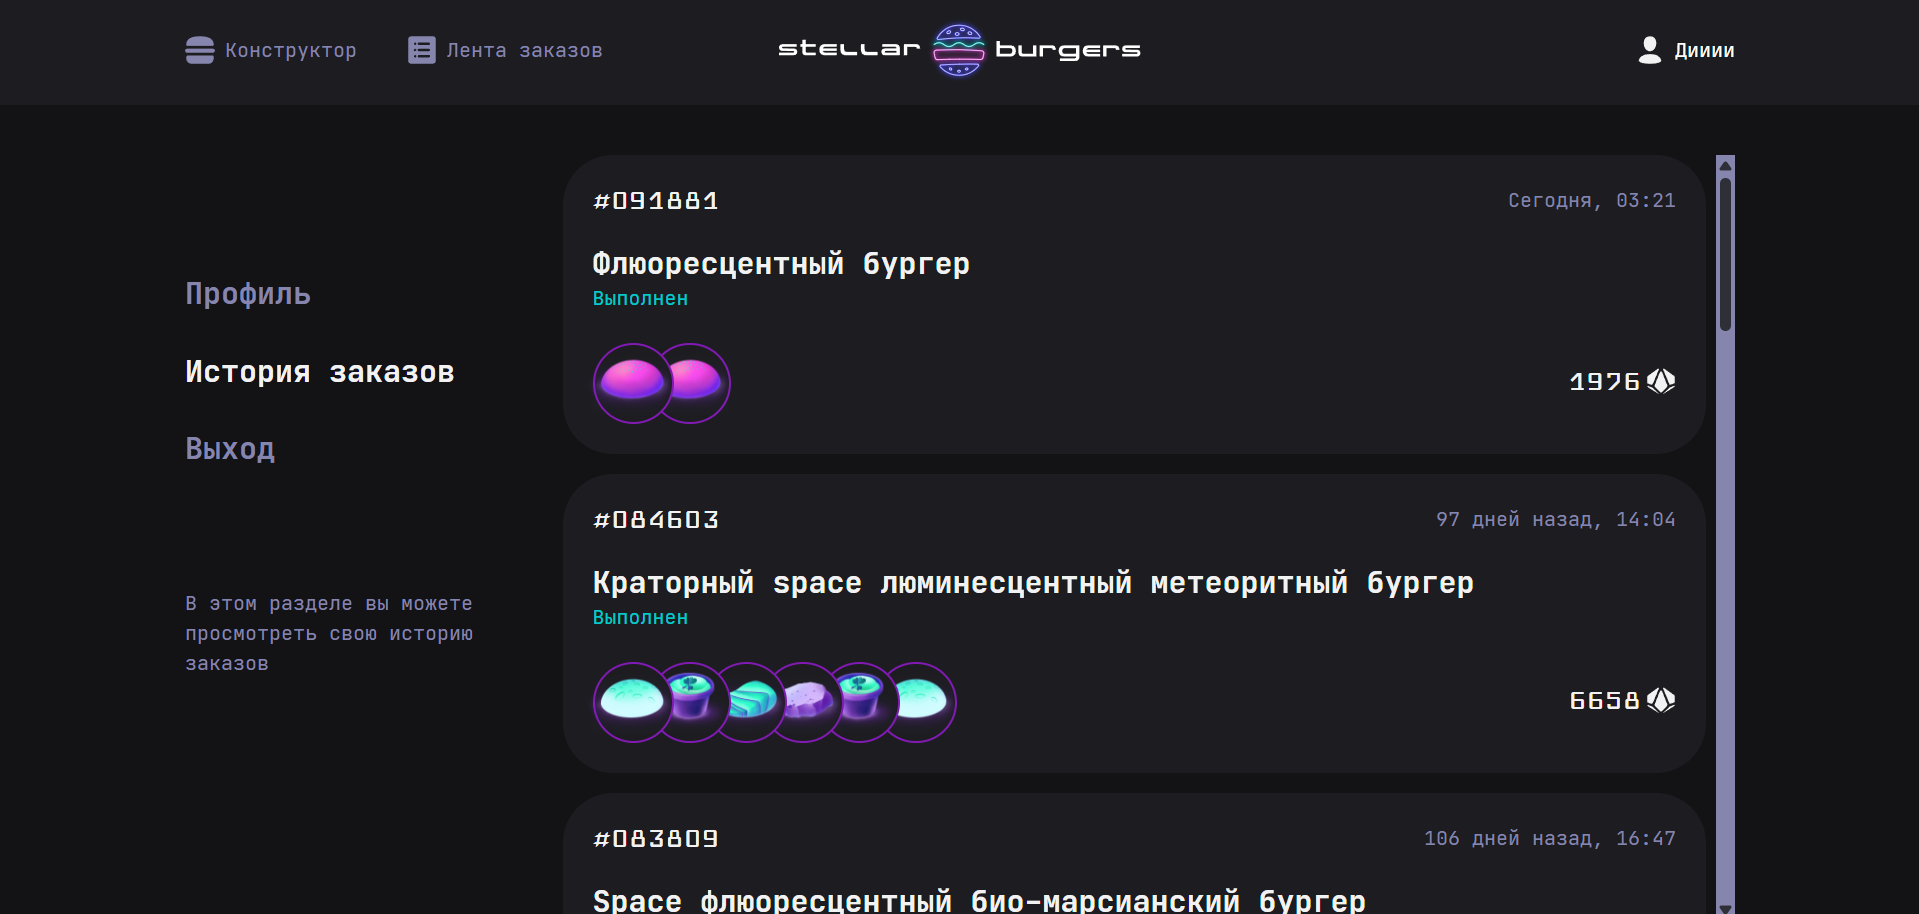 Конструктор
Лента заказов
stellar burgers
Дииии
Профиль
История заказов
Выход
В этом разделе вы можете
просмотреть свою историю
заказов
#091881
Сегодня, 03:21
Флюоресцентный бургер
Выполнен
1976
#084603
97 дней назад, 14:04
Краторный space люминесцентный метеоритный бургер
Выполнен
6658
#083809
106 дней назад, 16:47
Space флюоресцентный био-марсианский бургер